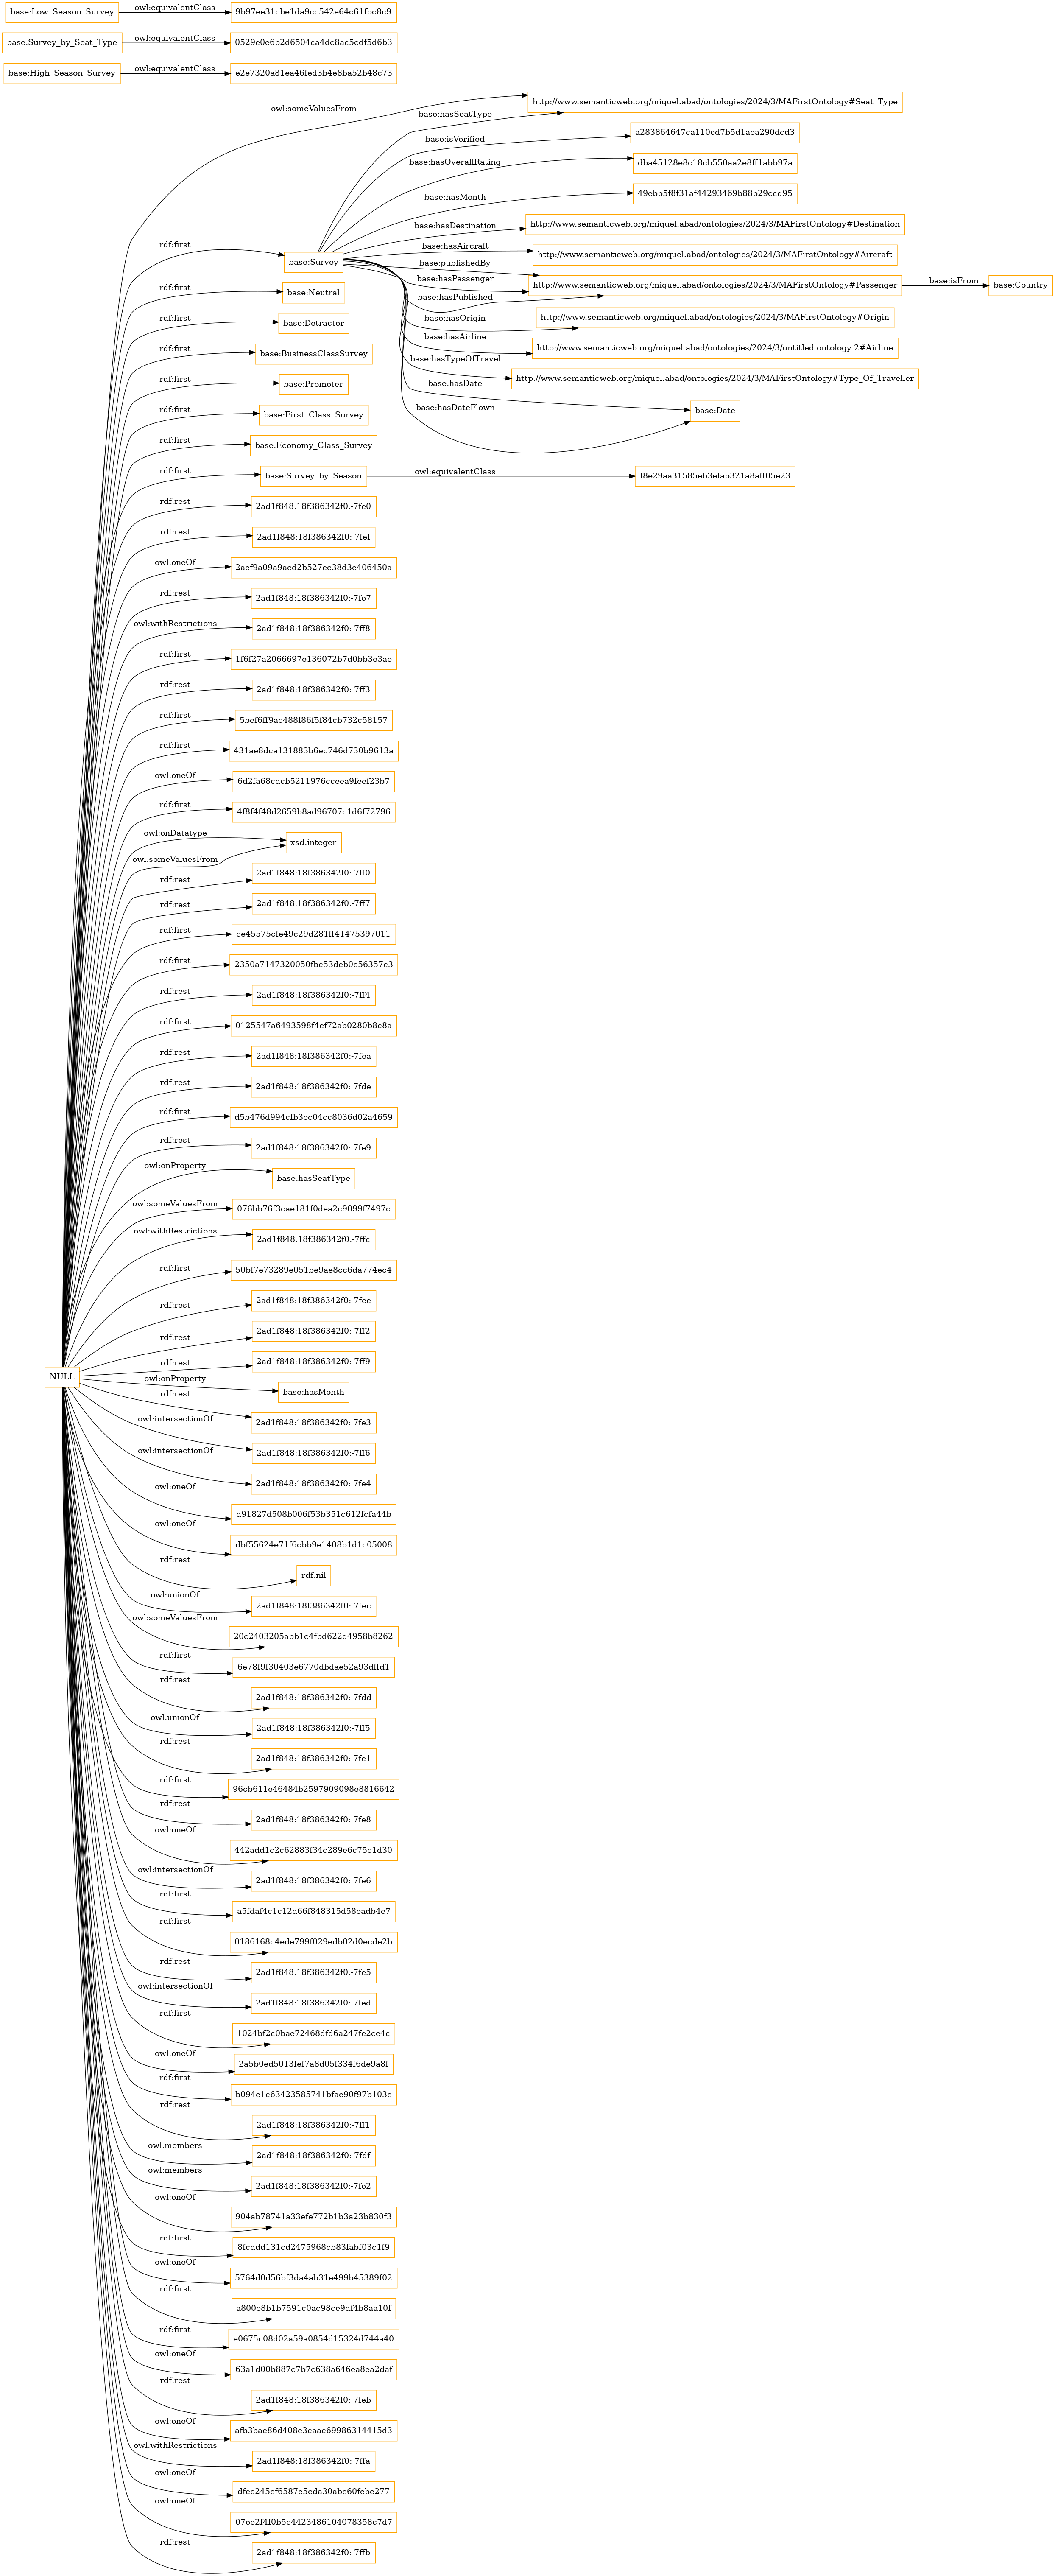 base:Low_Season_Survey owl:equivalentClass 9b97ee31cbe1da9cc542e64c61fbc8c9
base:Survey_by_Seat_Type owl:equivalentClass 0529e0e6b2d6504ca4dc8ac5cdf5d6b3
base:High_Season_Survey owl:equivalentClass e2e7320a81ea46fed3b4e8ba52b48c73
owl:someValuesFrom http://www.semanticweb.org/miquel.abad/ontologies/2024/3/MAFirstOntology#Seat_Type
base:hasSeatType
base:isVerified a283864647ca110ed7b5d1aea290dcd3
base:hasOverallRating dba45128e8c18cb550aa2e8ff1abb97a
base:hasMonth 49ebb5f8f31af44293469b88b29ccd95
base:hasDestination http://www.semanticweb.org/miquel.abad/ontologies/2024/3/MAFirstOntology#Destination
base:hasAircraft http://www.semanticweb.org/miquel.abad/ontologies/2024/3/MAFirstOntology#Aircraft
rdf:first base:Survey
base:publishedBy
base:hasPassenger http://www.semanticweb.org/miquel.abad/ontologies/2024/3/MAFirstOntology#Passenger base:isFrom base:Country
base:hasPublished
base:hasOrigin http://www.semanticweb.org/miquel.abad/ontologies/2024/3/MAFirstOntology#Origin
base:hasAirline http://www.semanticweb.org/miquel.abad/ontologies/2024/3/untitled-ontology-2#Airline
base:hasTypeOfTravel http://www.semanticweb.org/miquel.abad/ontologies/2024/3/MAFirstOntology#Type_Of_Traveller
base:hasDate base:Date
base:hasDateFlown
rdf:first base:Neutral
rdf:first base:Detractor
rdf:first base:BusinessClassSurvey
rdf:first base:Promoter
rdf:first base:First_Class_Survey
rdf:first base:Economy_Class_Survey
rdf:first base:Survey_by_Season owl:equivalentClass f8e29aa31585eb3efab321a8aff05e23
rdf:rest 2ad1f848:18f386342f0:-7fe0
rdf:rest 2ad1f848:18f386342f0:-7fef
owl:oneOf 2aef9a09a9acd2b527ec38d3e406450a
rdf:rest 2ad1f848:18f386342f0:-7fe7
owl:withRestrictions 2ad1f848:18f386342f0:-7ff8
rdf:first 1f6f27a2066697e136072b7d0bb3e3ae
rdf:rest 2ad1f848:18f386342f0:-7ff3
rdf:first 5bef6ff9ac488f86f5f84cb732c58157
rdf:first 431ae8dca131883b6ec746d730b9613a
owl:oneOf 6d2fa68cdcb5211976cceea9feef23b7
rdf:first 4f8f4f48d2659b8ad96707c1d6f72796
owl:onDatatype xsd:integer
owl:someValuesFrom
rdf:rest 2ad1f848:18f386342f0:-7ff0
rdf:rest 2ad1f848:18f386342f0:-7ff7
rdf:first ce45575cfe49c29d281ff41475397011
rdf:first 2350a7147320050fbc53deb0c56357c3
rdf:rest 2ad1f848:18f386342f0:-7ff4
rdf:first 0125547a6493598f4ef72ab0280b8c8a
rdf:rest 2ad1f848:18f386342f0:-7fea
rdf:rest 2ad1f848:18f386342f0:-7fde
rdf:first d5b476d994cfb3ec04cc8036d02a4659
rdf:rest 2ad1f848:18f386342f0:-7fe9
owl:onProperty base:hasSeatType
owl:someValuesFrom 076bb76f3cae181f0dea2c9099f7497c
owl:withRestrictions 2ad1f848:18f386342f0:-7ffc
rdf:first 50bf7e73289e051be9ae8cc6da774ec4
rdf:rest 2ad1f848:18f386342f0:-7fee
rdf:rest 2ad1f848:18f386342f0:-7ff2
rdf:rest 2ad1f848:18f386342f0:-7ff9
NULL
owl:onProperty base:hasMonth
rdf:rest 2ad1f848:18f386342f0:-7fe3
owl:intersectionOf 2ad1f848:18f386342f0:-7ff6
owl:intersectionOf 2ad1f848:18f386342f0:-7fe4
owl:oneOf d91827d508b006f53b351c612fcfa44b
owl:oneOf dbf55624e71f6cbb9e1408b1d1c05008
rdf:rest rdf:nil
owl:unionOf 2ad1f848:18f386342f0:-7fec
owl:someValuesFrom 20c2403205abb1c4fbd622d4958b8262
rdf:first 6e78f9f30403e6770dbdae52a93dffd1
rdf:rest 2ad1f848:18f386342f0:-7fdd
owl:unionOf 2ad1f848:18f386342f0:-7ff5
rdf:rest 2ad1f848:18f386342f0:-7fe1
rdf:first 96cb611e46484b2597909098e8816642
rdf:rest 2ad1f848:18f386342f0:-7fe8
owl:oneOf 442add1c2c62883f34c289e6c75c1d30
owl:intersectionOf 2ad1f848:18f386342f0:-7fe6
rdf:first a5fdaf4c1c12d66f848315d58eadb4e7
rdf:first 0186168c4ede799f029edb02d0ecde2b
rdf:rest 2ad1f848:18f386342f0:-7fe5
owl:intersectionOf 2ad1f848:18f386342f0:-7fed
rdf:first 1024bf2c0bae72468dfd6a247fe2ce4c
owl:oneOf 2a5b0ed5013fef7a8d05f334f6de9a8f
rdf:first b094e1c63423585741bfae90f97b103e
rdf:rest 2ad1f848:18f386342f0:-7ff1
owl:members 2ad1f848:18f386342f0:-7fdf
owl:members 2ad1f848:18f386342f0:-7fe2
owl:oneOf 904ab78741a33efe772b1b3a23b830f3
rdf:first 8fcddd131cd2475968cb83fabf03c1f9
owl:oneOf 5764d0d56bf3da4ab31e499b45389f02
rdf:first a800e8b1b7591c0ac98ce9df4b8aa10f
rdf:first e0675c08d02a59a0854d15324d744a40
owl:oneOf 63a1d00b887c7b7c638a646ea8ea2daf
rdf:rest 2ad1f848:18f386342f0:-7feb
owl:oneOf afb3bae86d408e3caac69986314415d3
owl:withRestrictions 2ad1f848:18f386342f0:-7ffa
owl:oneOf dfec245ef6587e5cda30abe60febe277
owl:oneOf 07ee2f4f0b5c4423486104078358c7d7
rdf:rest 2ad1f848:18f386342f0:-7ffb